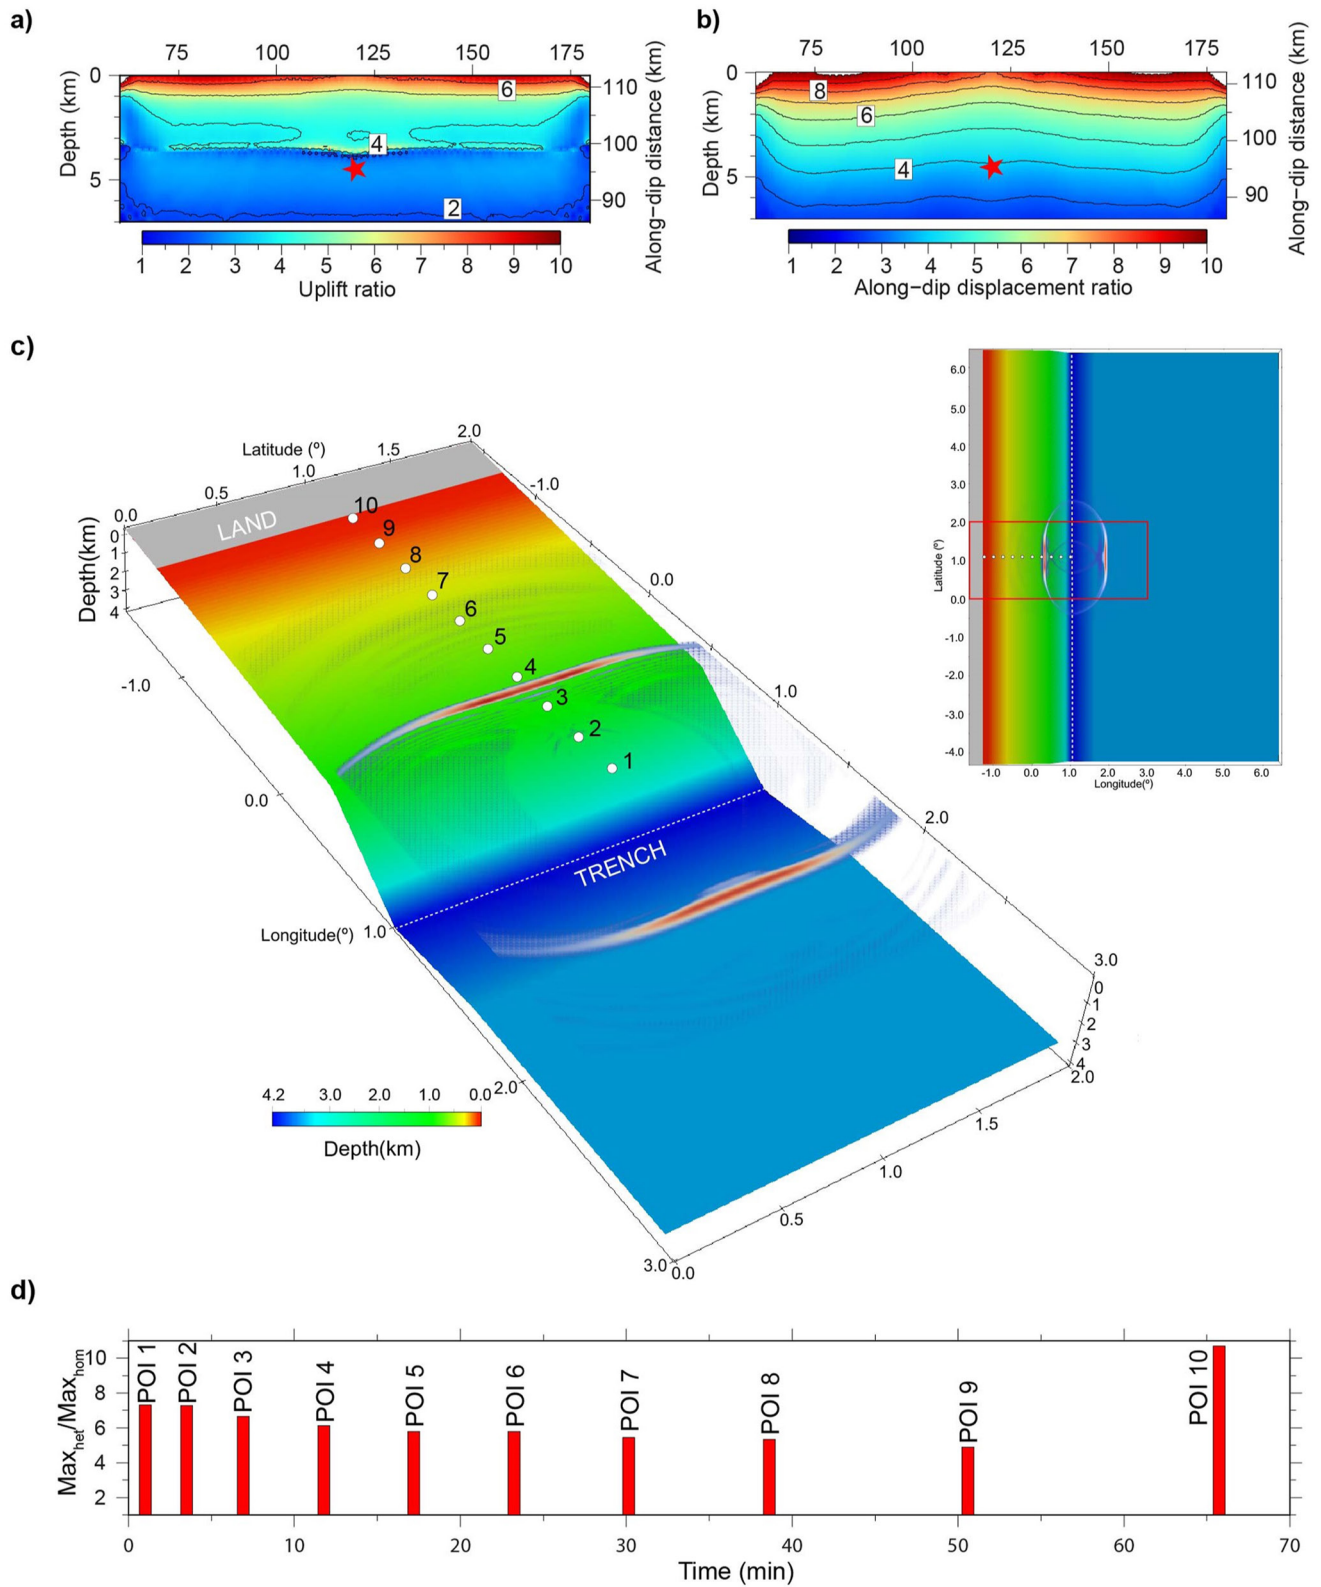 a)
75 100 125 150 175
0
5
Depth (km)
6
4
2
110
100
90
Along-dip distance (km)
1 2 3 4 5 6 7 8 9 10
Uplift ratio
b)
75 100 125 150 175
0
5
Depth (km)
8
6
4
110
100
90
Along-dip distance (km)
1 2 3 4 5 6 7 8 9 10
Along-dip displacement ratio
c)
Latitude (º)
0.0 0.5 1.0 1.5 2.0
0
1
2
3
4
Depth(km)
LAND
10
9
8
7
6
5
4
3
2
1
-1.0
0.0
1.0
2.0
3.0
-1.0
0.0
Longitude(º) 1.0
2.0
3.0
TRENCH
0
1
2
3
4
0.0 0.5 1.0 1.5 2.0
4.2 3.0 2.0 1.0 0.0
Depth(km)
6.0
5.0
4.0
3.0
2.0
1.0
0.0
-1.0
-2.0
-3.0
-4.0
Latitude (º)
-1.0 0.0 1.0 2.0 3.0 4.0 5.0 6.0
Longitude(º)
d)
10
8
6
4
2
Maxhet/Maxhom
POI 1
POI 2
POI 3
POI 4
POI 5
POI 6
POI 7
POI 8
POI 9
POI 10
0 10 20 30 40 50 60 70
Time (min)